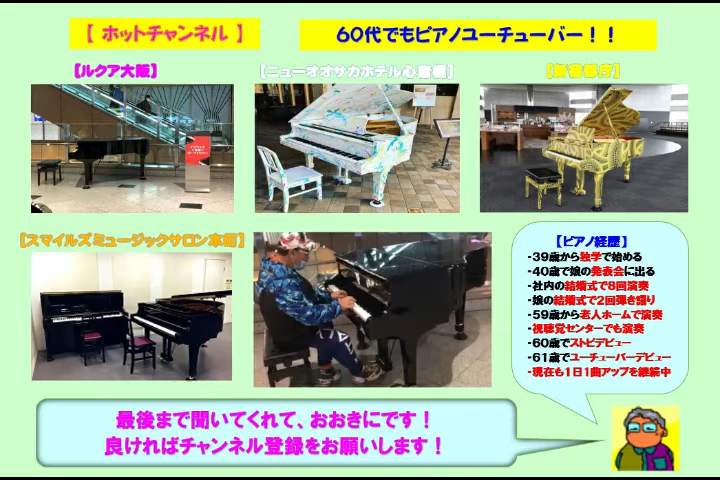 【 ホットチャンネル 】
60代でもピアノユーチューバー！！
【ルクア大阪】
【ニューオオサカホテル心斎橋】
【新宿都庁】
【スマイルズミュージックサロン本町】
【ピアノ経歴】
-39歳から独学で始める
-40歳で娘の発表会に出る
-社内の結婚式で8回演奏
-娘の結婚式で2回弾き語り
-59歳から老人ホームで演奏
-視聴覚センターでも演奏
-60歳でストピデビュー
-61歳でユーチューバーデビュー
-現在も1日1曲アップを継続中
最後まで聞いてくれて、おおきにです！
良ければチャンネル登録をお願いします！